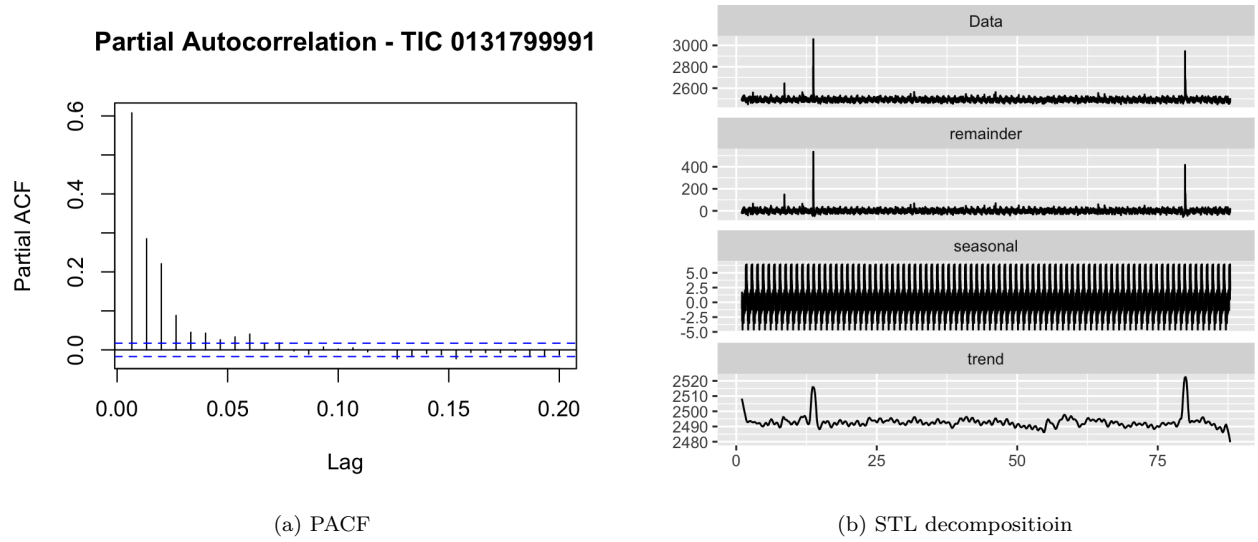 Partial Autocorrelation - TIC 0131799991
0.6
0.4
0.2
0.0
Partial ACF
0.00 0.05 0.10 0.15 0.20
Lag
(a) PACF
Data
3000
2800
2600
remainder
400
200
0
seasonal
5.0
2.5
0.0
-2.5
-5.0
trend
2520
2510
2500
2490
2480
0 25 50 75
(b) STL decompositioin